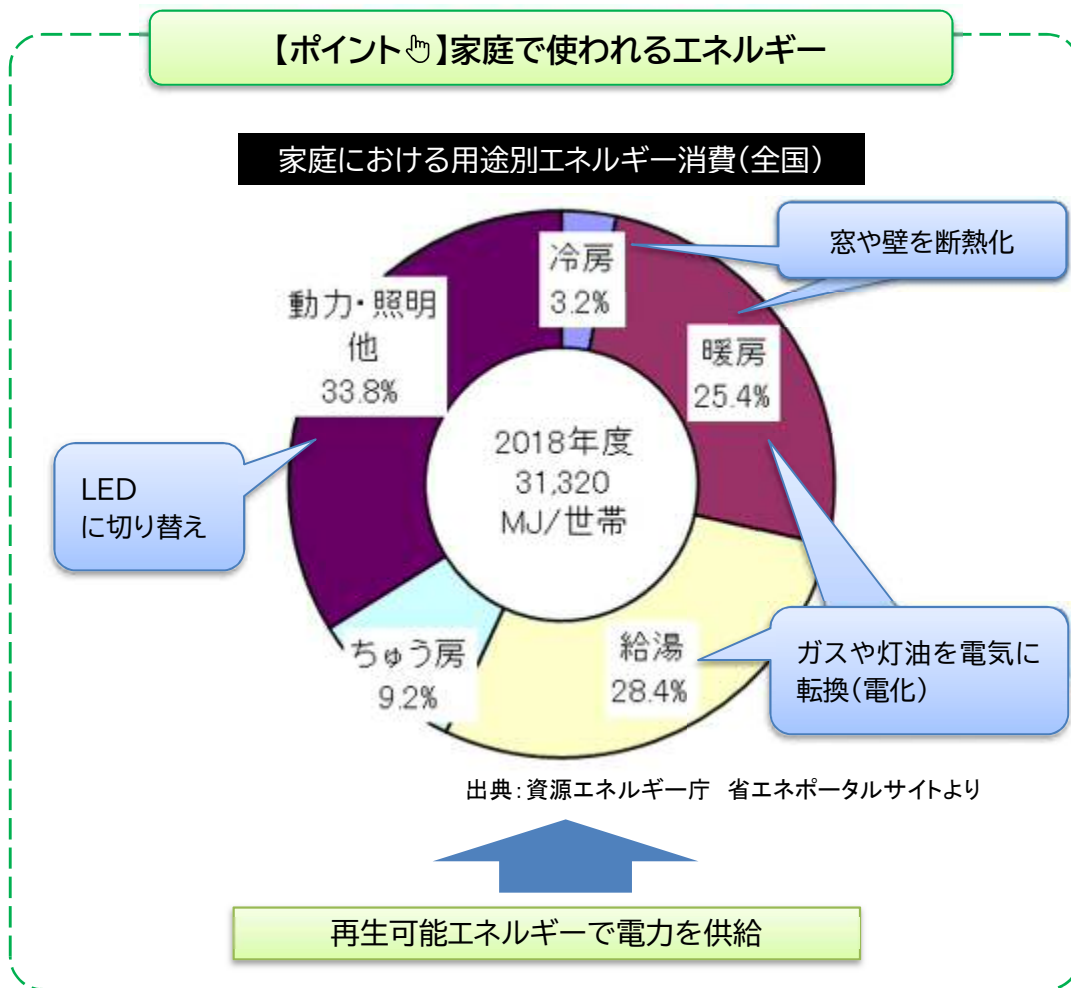 【ポイント👆】家庭で使われるエネルギー
家庭における用途別エネルギー消費(全国)
冷房
3.2%
窓や壁を断熱化
動力・照明
他
33.8%
暖房
25.4%
2018年度
31,320
MJ/世帯
LED
に切り替え
ちゅう房
9.2%
給湯
28.4%
ガスや灯油を電気に
転換(電化)
出典:資源エネルギー庁 省エネポータルサイトより
再生可能エネルギーで電力を供給